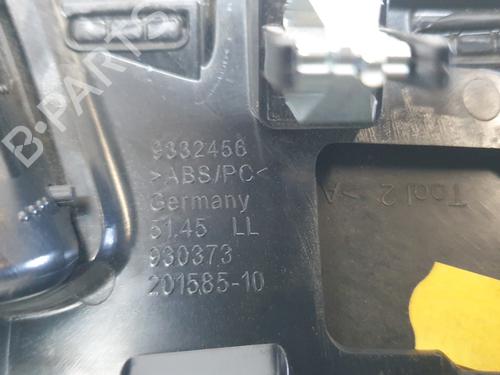 B-PARTS
9332456
>ABS/PC<
Germany
51.45 LL
930373
201585-10
Tool 2 >A